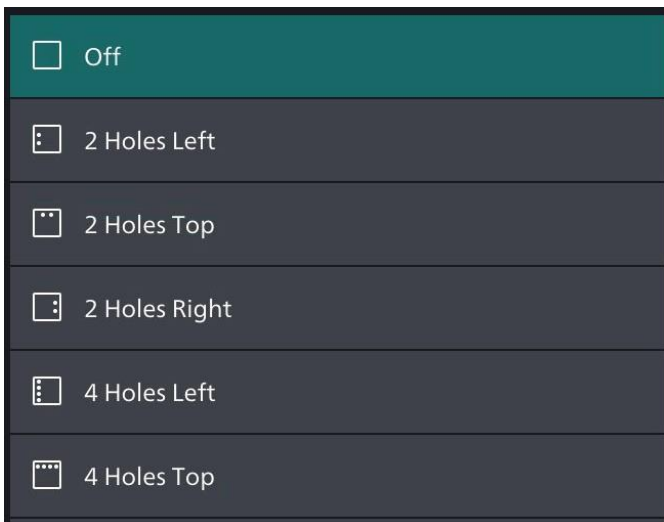 Off
2 Holes Left
2 Holes Top
2 Holes Right
4 Holes Left
4 Holes Top